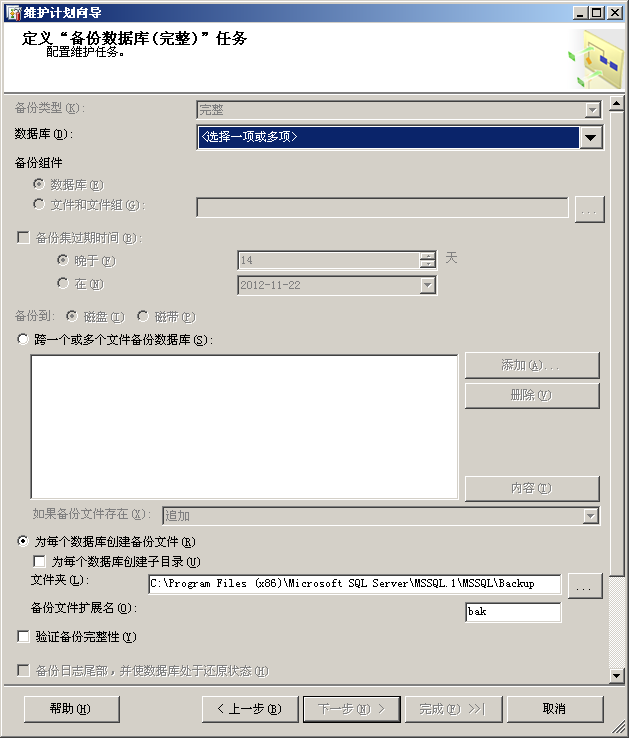 维护计划向导
定义“备份数据库(完整)”任务
配置维护任务。
备份类型(K):
完整
数据库(D):
<选择一项或多项>
备份组件
数据库(E)
文件和文件组(G):
...
备份集过期时间(B):
晚于(F)
14
天
在(N)
2012-11-22
备份到: 磁盘(I) 磁带(P)
跨一个或多个文件备份数据库(S):
添加(A)...
删除(V)
内容(T)
如果备份文件存在(X):
追加
为每个数据库创建备份文件(R)
为每个数据库创建子目录(U)
文件夹(L):
C:\Program Files (x86)\Microsoft SQL Server\MSSQL.1\MSSQL\Backup
...
备份文件扩展名(O):
bak
验证备份完整性(Y)
备份日志尾部,并使数据库处于还原状态(H)
帮助(H)
< 上一步(B)
下一步(N) >
完成(F) >>|
取消